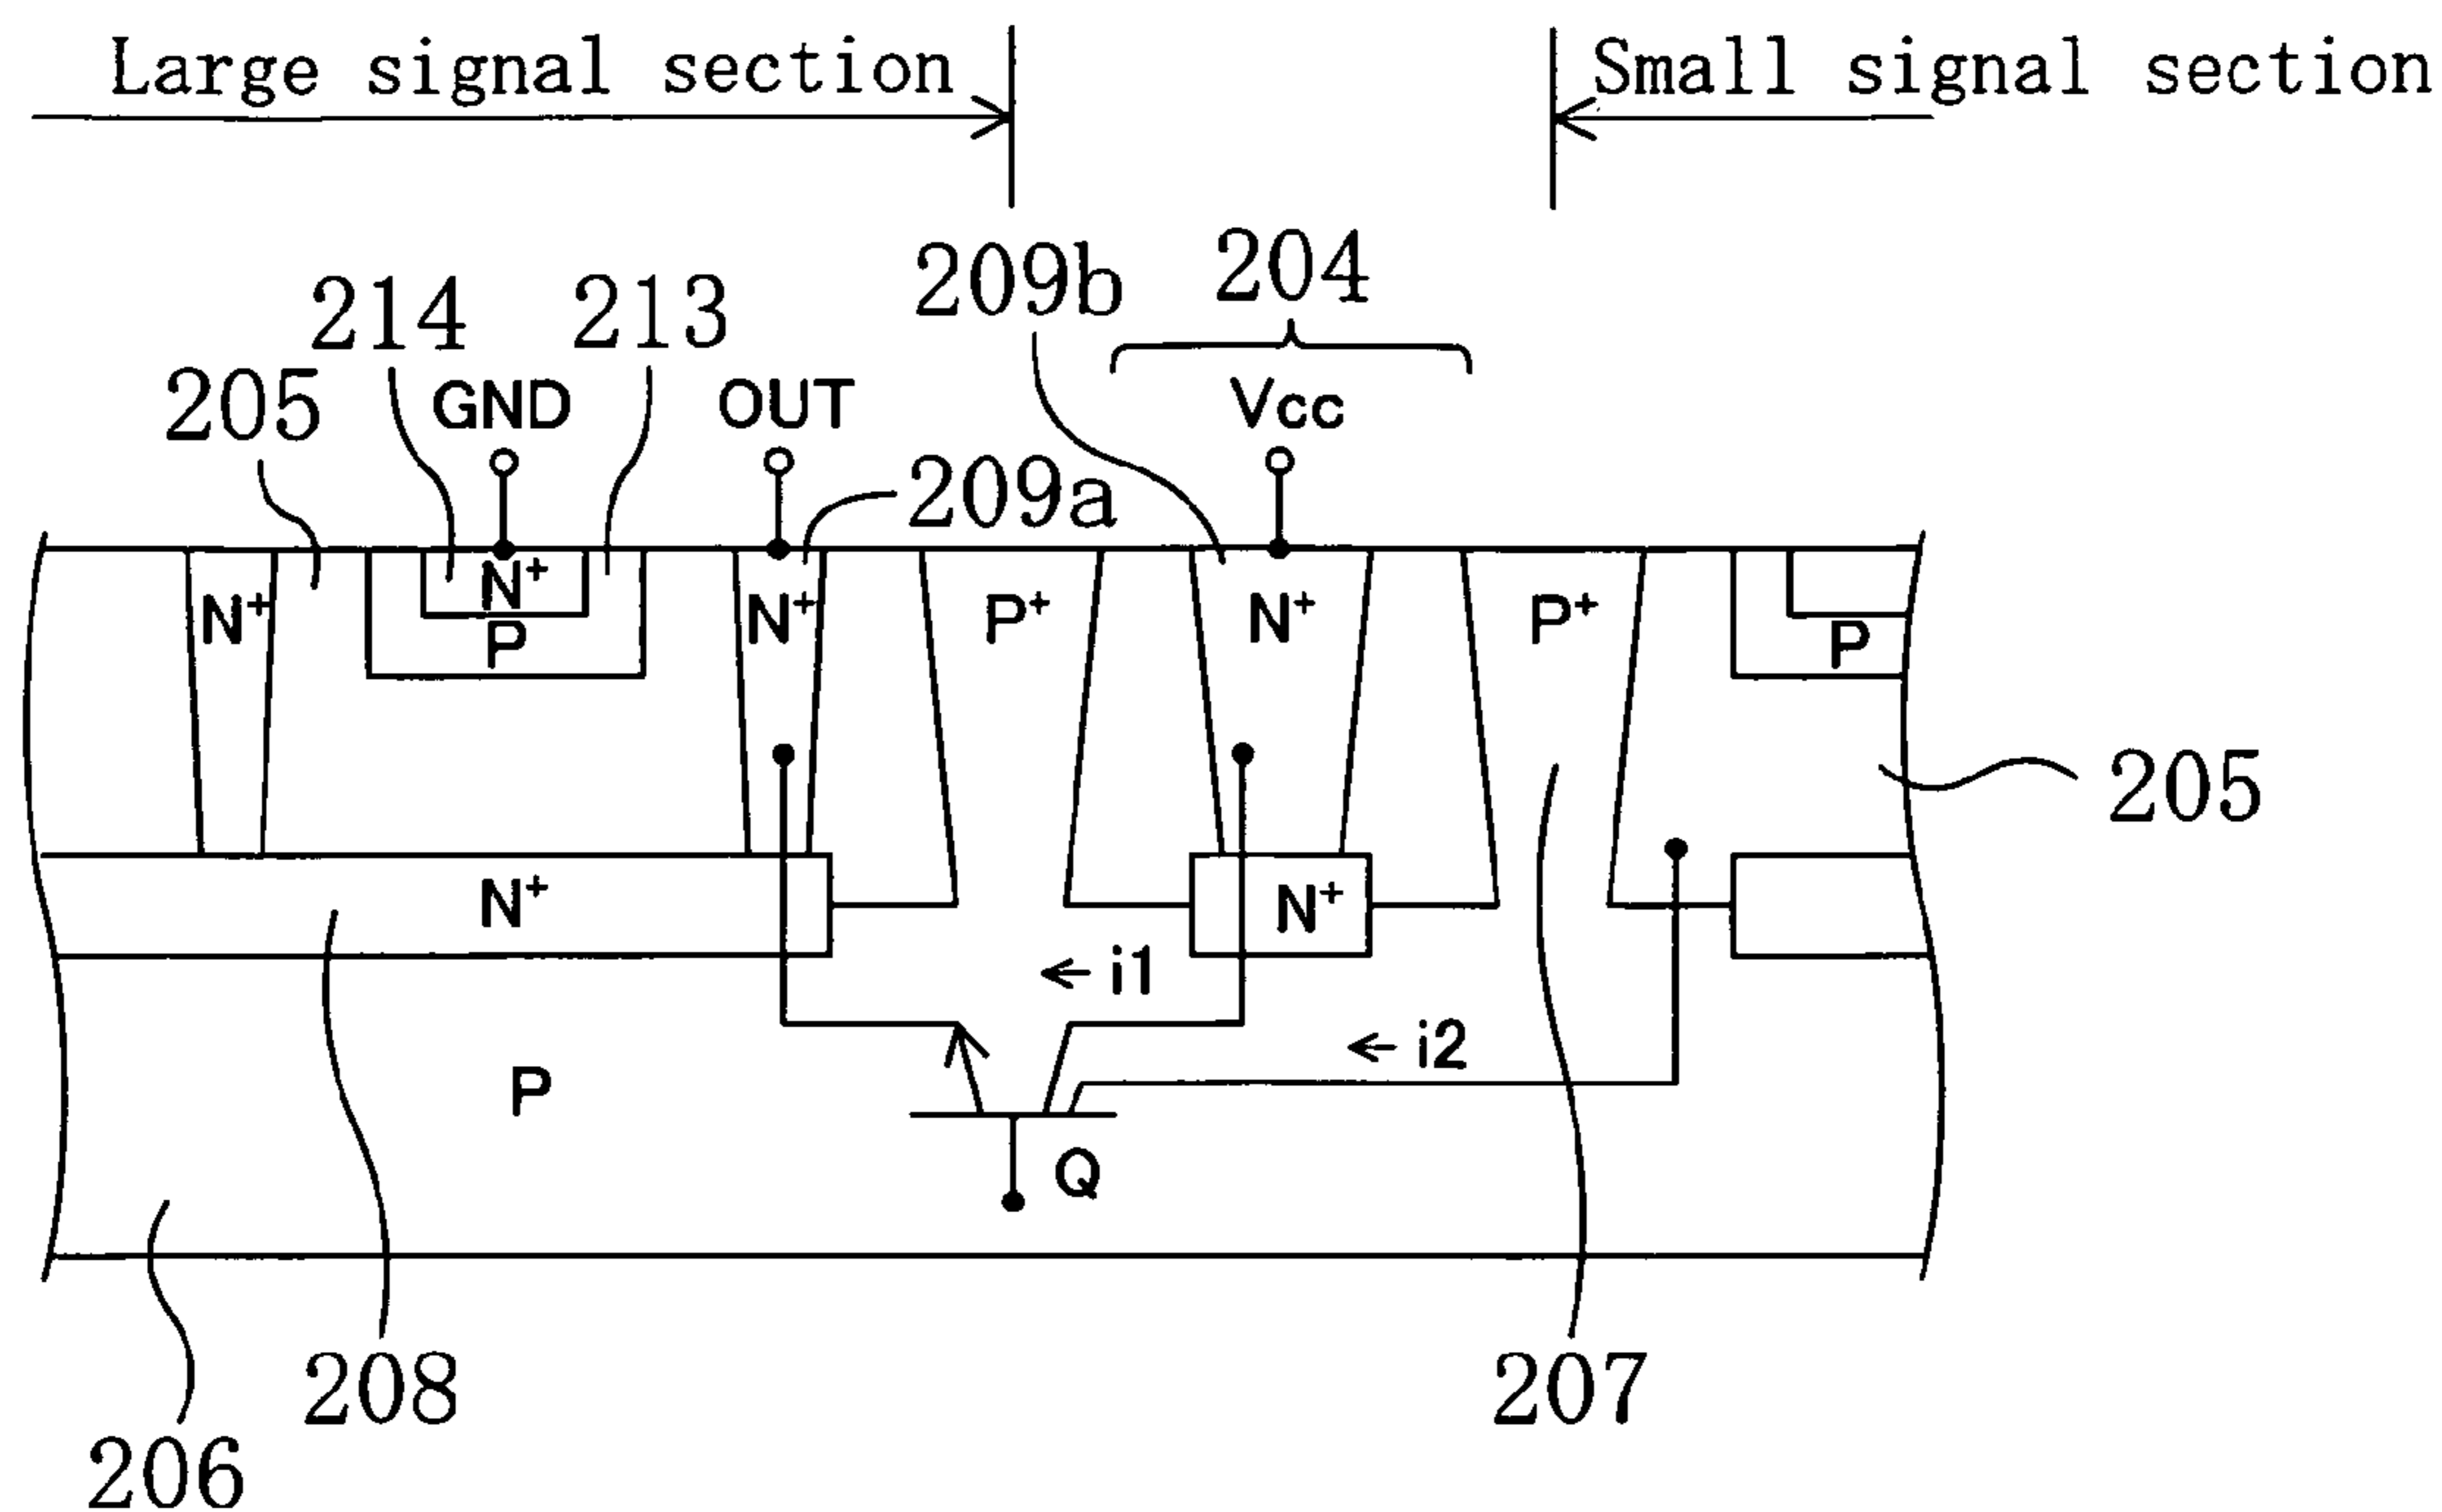 Large signal section
Small signal section
209b
204
214
213
205
GND
OUT
Vcc
209a
N+
N+
P
N+
P+
N+
P+
P
205
N+
N+
←i1
←i2
P
Q
208
207
206